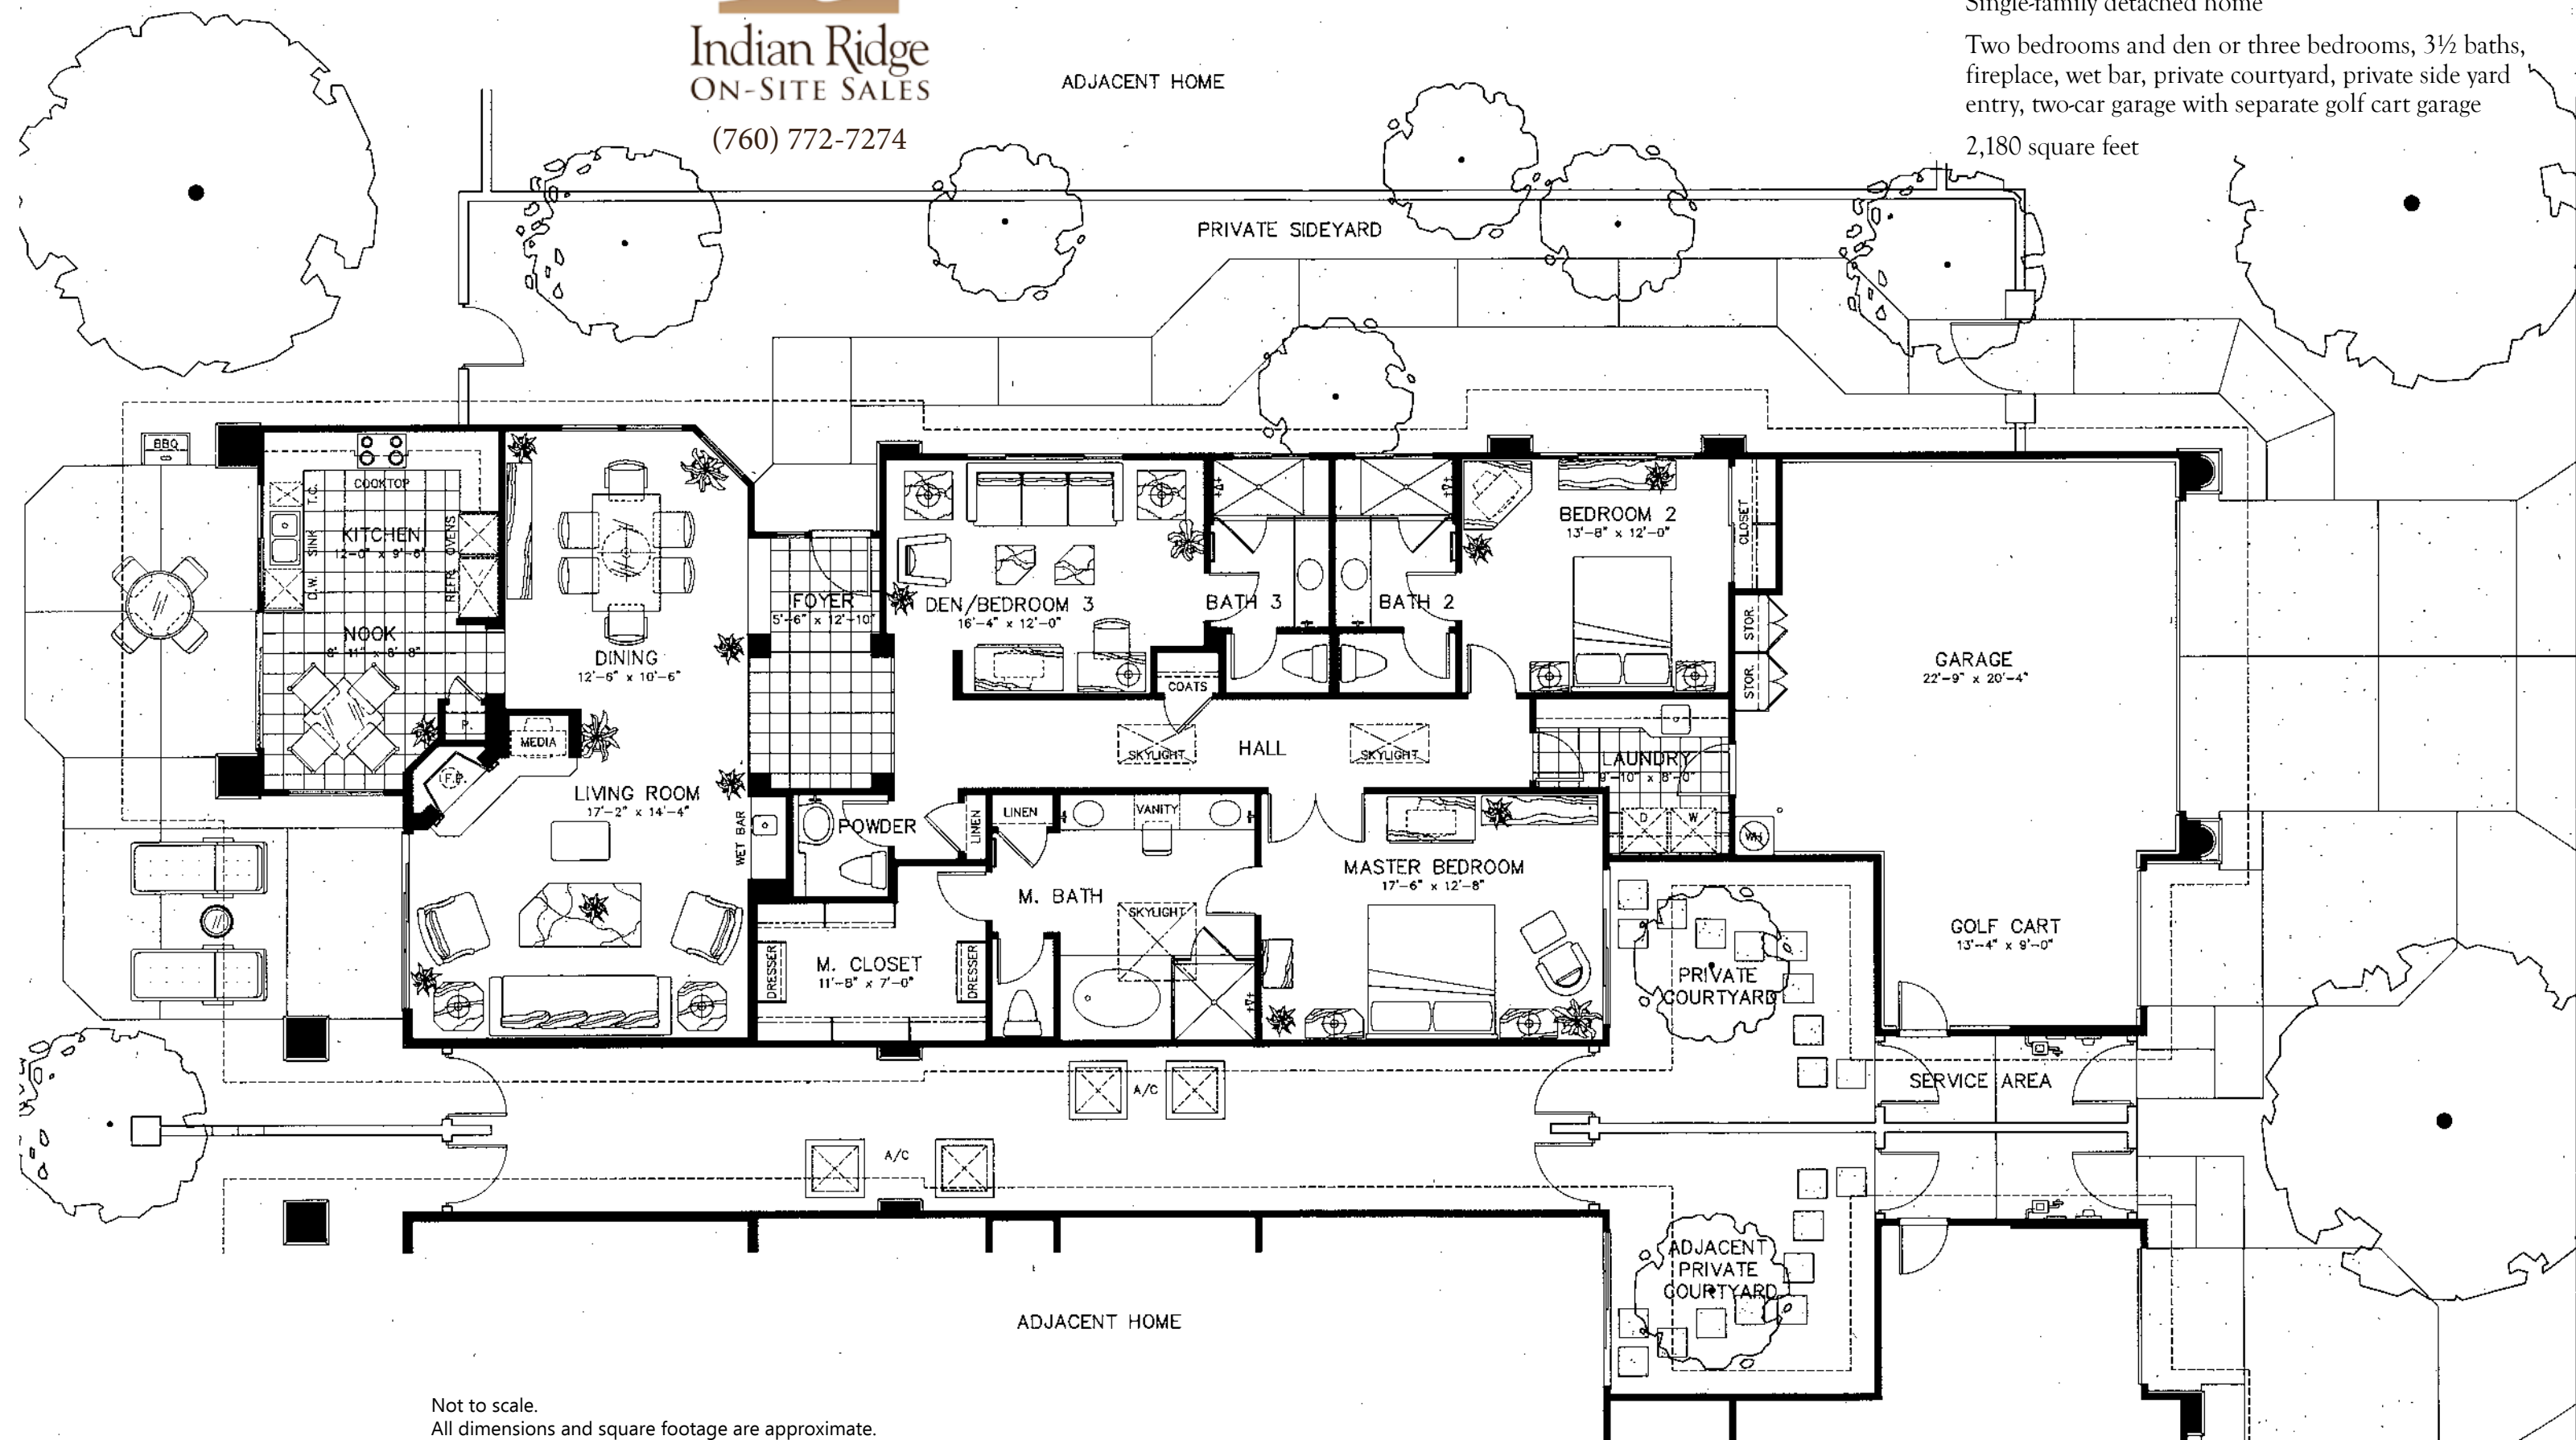 Indian Ridge
ON-SITE SALES
(760) 772-7274
Single-family detached home
Two bedrooms and den or three bedrooms, 3½ baths,
fireplace, wet bar, private courtyard, private side yard
entry, two-car garage with separate golf cart garage
2,180 square feet
ADJACENT HOME
PRIVATE SIDEYARD
BBQ
COOKTOP
T.C.
SINK
D.W.
KITCHEN
12'-0" x 9'-6"
OVENS
REFR.
NOOK
8'-11" x 8'-8"
P.
F.P.
MEDIA
DINING
12'-6" x 10'-6"
LIVING ROOM
17'-2" x 14'-4"
WET BAR
FOYER
5'-6" x 12'-10"
DEN/BEDROOM 3
16'-4" x 12'-0"
COATS
BATH 3
BATH 2
BEDROOM 2
13'-8" x 12'-0"
CLOSET
STOR.
STOR.
GARAGE
22'-9" x 20'-4"
SKYLIGHT
HALL
SKYLIGHT
LAUNDRY
9'-10" x 8'-0"
D
W
WH
POWDER
LINEN
LINEN
VANITY
M. BATH
SKYLIGHT
M. CLOSET
11'-8" x 7'-0"
DRESSER
DRESSER
MASTER BEDROOM
17'-6" x 12'-8"
PRIVATE
COURTYARD
GOLF CART
13'-4" x 9'-0"
SERVICE AREA
A/C
A/C
ADJACENT
PRIVATE
COURTYARD
ADJACENT HOME
Not to scale.
All dimensions and square footage are approximate.